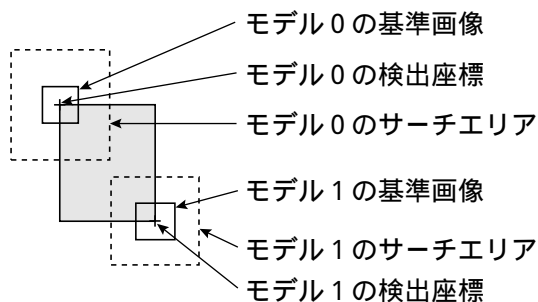 モデル0の基準画像
モデル0の検出座標
モデル0のサーチエリア
モデル1の基準画像
モデル1のサーチエリア
モデル1の検出座標